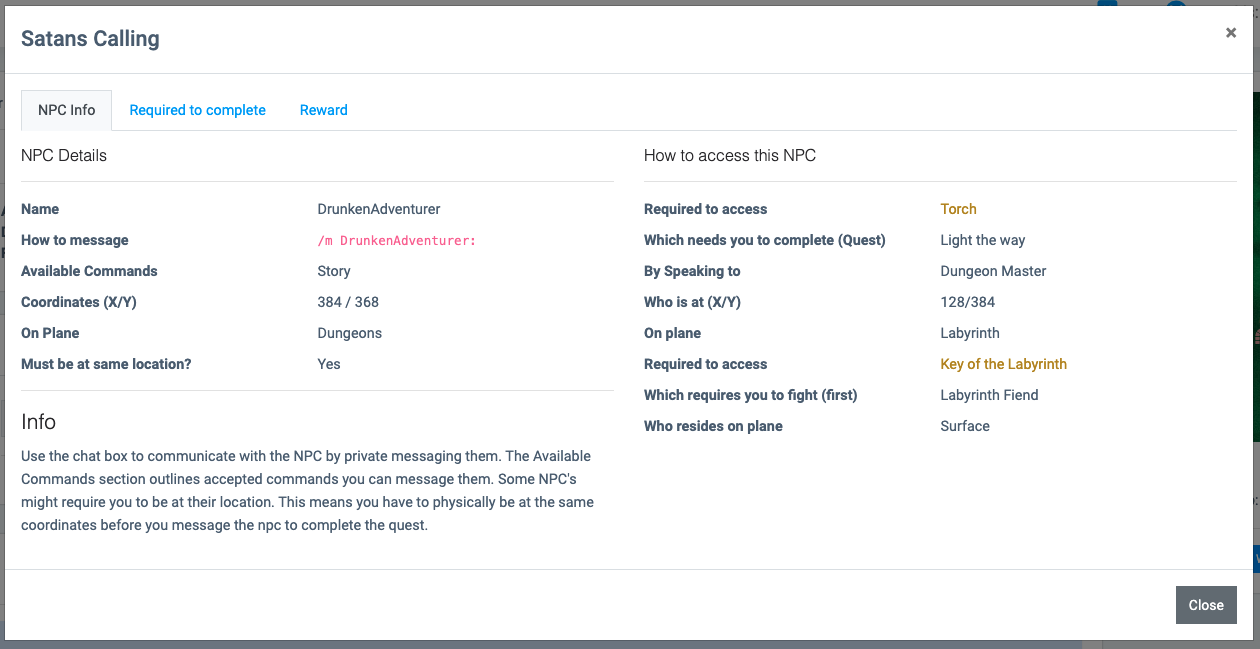 Satans Calling
×
NPC Info
Required to complete
Reward
NPC Details
Name DrunkenAdventurer
How to message /m DrunkenAdventurer:
Available Commands Story
Coordinates (X/Y) 384 / 368
On Plane Dungeons
Must be at same location? Yes
Info
Use the chat box to communicate with the NPC by private messaging them. The Available
Commands section outlines accepted commands you can message them. Some NPC's
might require you to be at their location. This means you have to physically be at the same
coordinates before you message the npc to complete the quest.
How to access this NPC
Required to access Torch
Which needs you to complete (Quest) Light the way
By Speaking to Dungeon Master
Who is at (X/Y) 128/384
On plane Labyrinth
Required to access Key of the Labyrinth
Which requires you to fight (first) Labyrinth Fiend
Who resides on plane Surface
Close